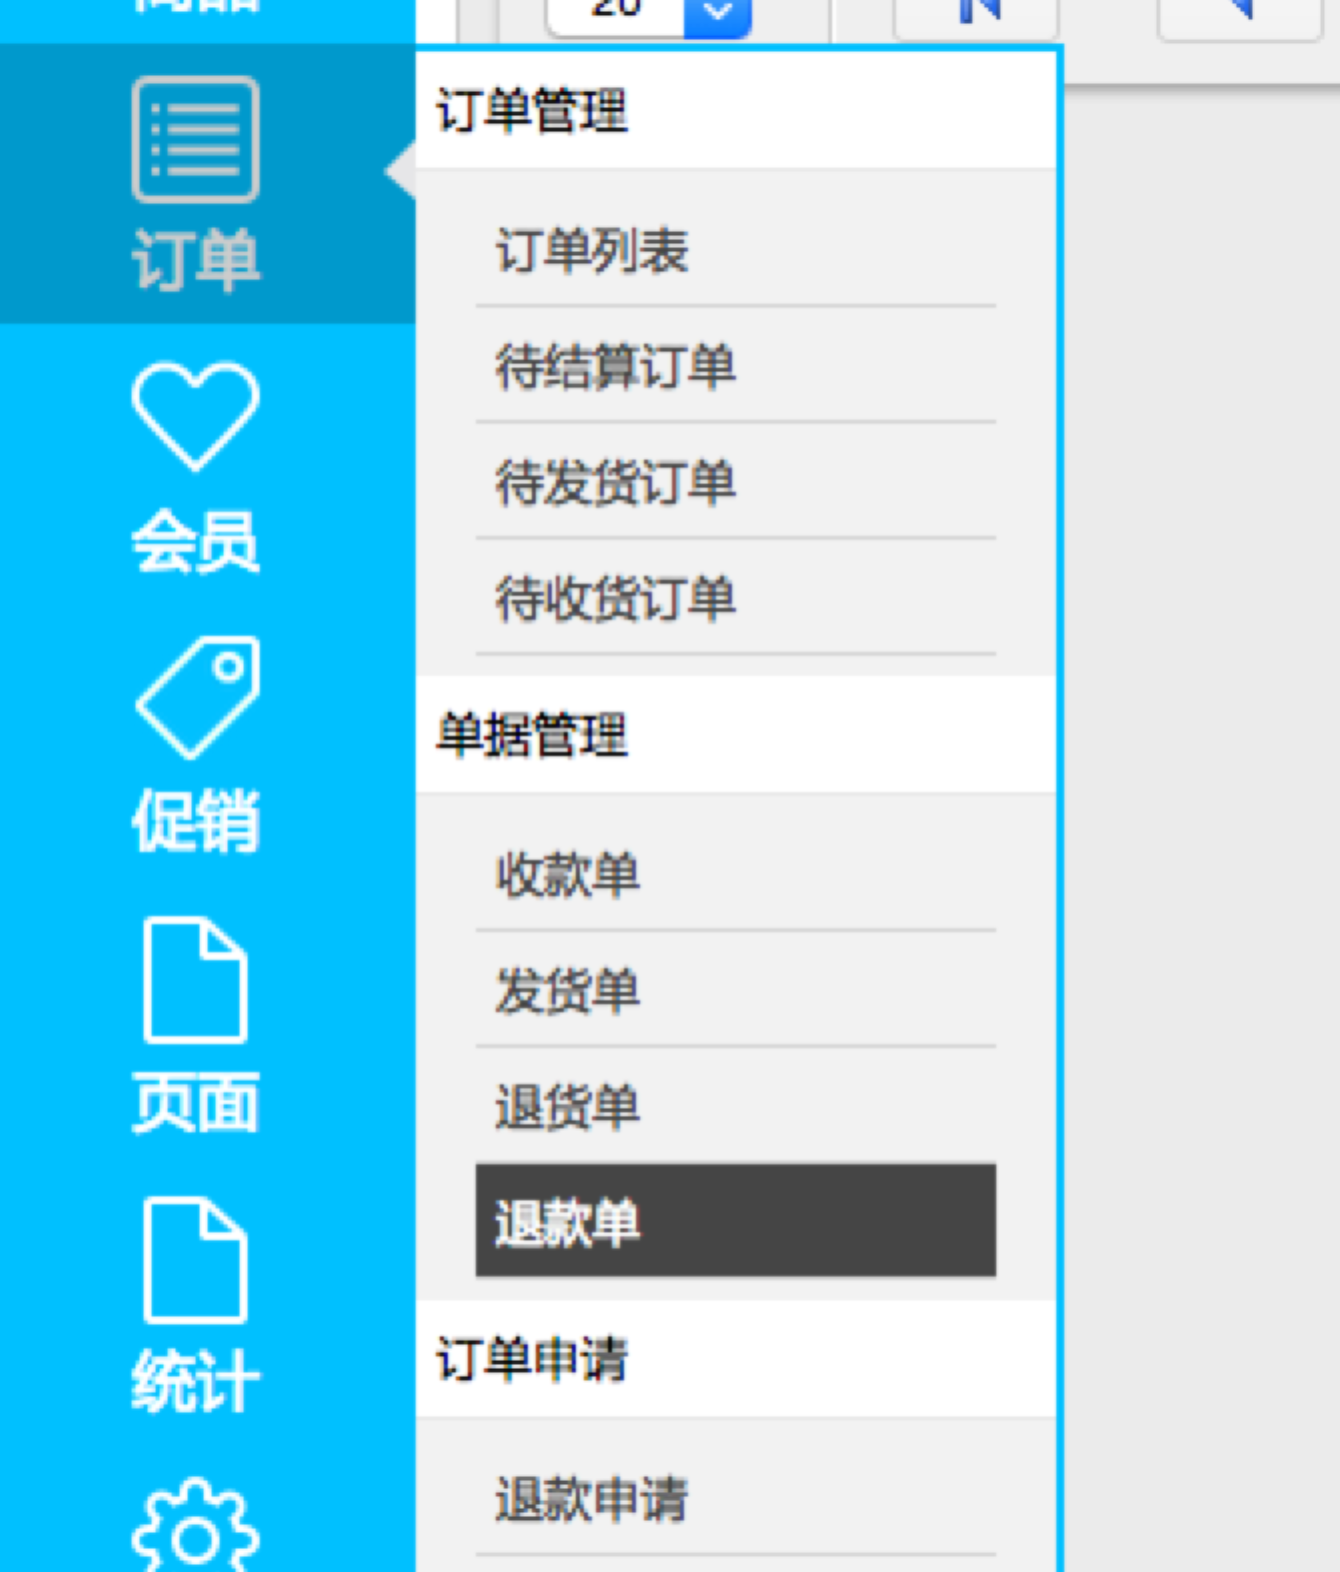 商品
20
订单
会员
促销
页面
统计
订单管理
订单列表
待结算订单
待发货订单
待收货订单
单据管理
收款单
发货单
退货单
退款单
订单申请
退款申请